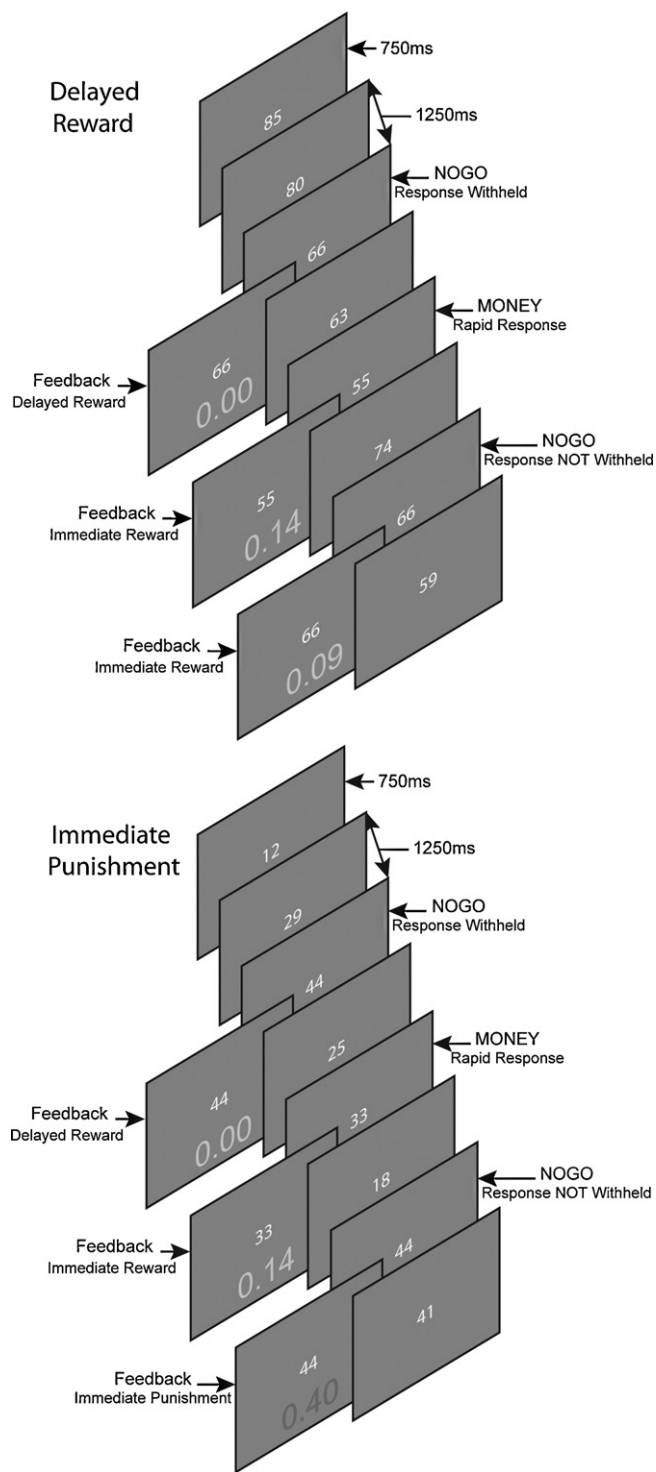 750ms
Delayed
Reward
85
1250ms
80
NOGO
Response Withheld
66
63
MONEY
Rapid Response
Feedback
Delayed Reward
66
0.00
55
74
NOGO
Response NOT Withheld
Feedback
Immediate Reward
55
0.14
66
59
Feedback
Immediate Reward
66
0.09
750ms
Immediate
Punishment
12
1250ms
29
NOGO
Response Withheld
44
25
MONEY
Rapid Response
Feedback
Delayed Reward
44
0.00
33
18
NOGO
Response NOT Withheld
Feedback
Immediate Reward
33
0.14
44
41
Feedback
Immediate Punishment
44
0.40